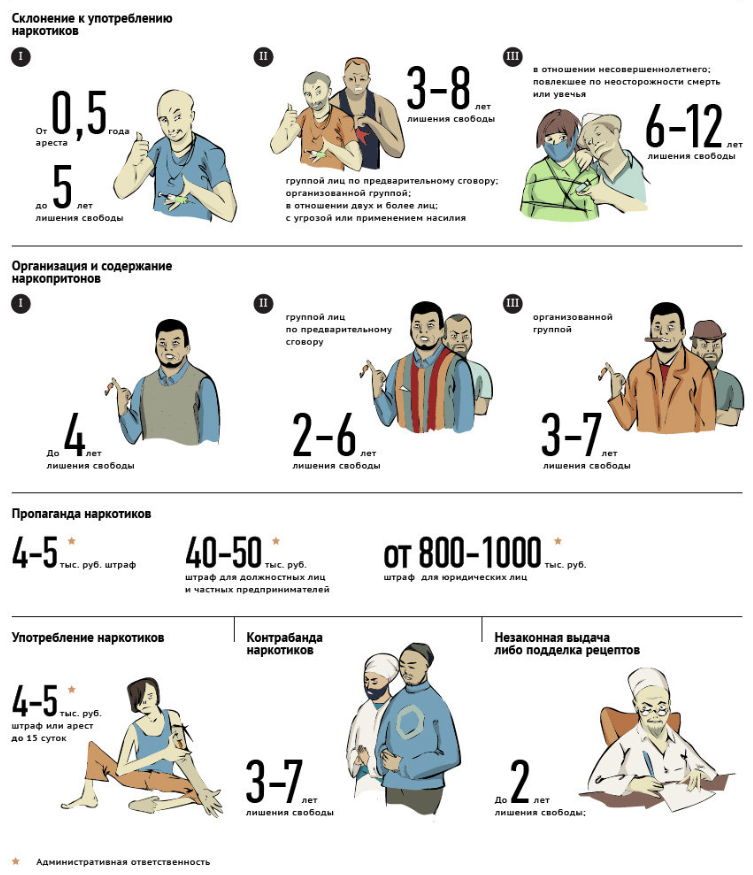 Склонение к употреблению
наркотиков
I
От 0,5 года
ареста
до 5 лет
лишения свободы
II
3–8 лет
лишения свободы
группой лиц по предварительному сговору;
организованной группой;
в отношении двух и более лиц;
с угрозой или применением насилия
III
в отношении несовершеннолетнего;
повлекшее по неосторожности смерть
или увечья
6–12 лет
лишения свободы
Организация и содержание
наркопритонов
I
До 4 лет
лишения свободы
II
группой лиц
по предварительному
сговору
2–6 лет
лишения свободы
III
организованной
группой
3–7 лет
лишения свободы
Пропаганда наркотиков
4–5 тыс. руб. штраф
40–50 тыс. руб.
штраф для должностных лиц
и частных предпринимателей
от 800–1000 тыс. руб.
штраф для юридических лиц
Употребление наркотиков
4–5 тыс. руб.
штраф или арест
до 15 суток
Контрабанда
наркотиков
3–7 лет
лишения свободы
Незаконная выдача
либо подделка рецептов
До 2 лет
лишения свободы;
Административная ответственность